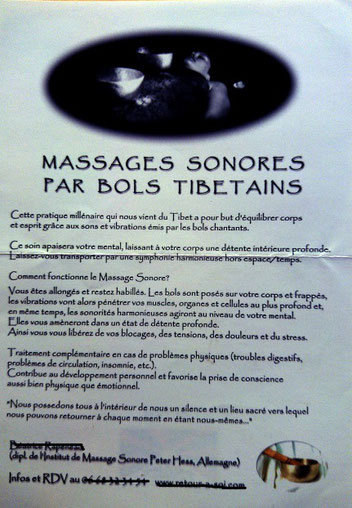 MASSAGES SONORES
PAR BOLS TIBETAINS
Cette pratique millénaire qui nous vient du Tibet a pour but d'équilibrer corps
et esprit grâce aux sons et vibrations émis par les bols chantants.
Ce soin apaisera votre mental, laissant à votre corps une détente intérieure profonde.
Laissez-vous transporter par une symphonie harmonieuse hors espace/temps.
Comment fonctionne le Massage Sonore?
Vous êtes allongés et restez habillés. Les bols sont posés sur votre corps et frappés,
les vibrations vont alors pénétrer vos muscles, organes et cellules au plus profond et,
en même temps, les sonorités harmonieuses agiront au niveau de votre mental.
Elles vous amèneront dans un état de détente profonde.
Ainsi vous vous libérez de vos blocages, des tensions, des douleurs et du stress.
Traitement complémentaire en cas de problèmes physiques (troubles digestifs,
problèmes de circulation, insomnie, etc.).
Contribue au développement personnel et favorise la prise de conscience
aussi bien physique que émotionnel.
"Nous possedons tous à l'intérieur de nous un silence et un lieu sacré vers lequel
nous pouvons retourner à chaque moment en étant nous-mêmes..."
(dipl. de l'Institut de Massage Sonore Peter Hess, Allemagne)
Infos et RDV au www.retour-a-soi.com